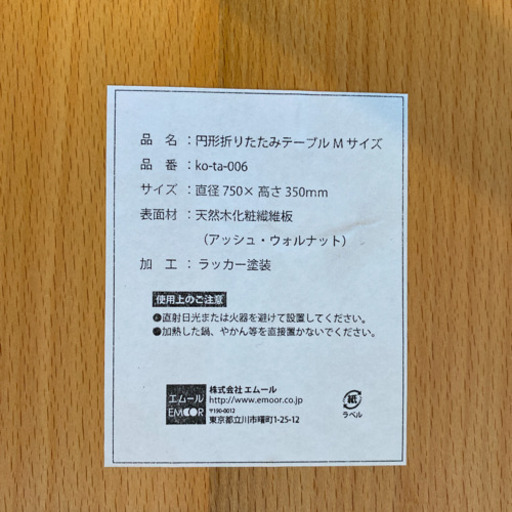 品 名 : 円形折りたたみテーブル M サイズ
品 番 : ko-ta-006
サイズ : 直径 750× 高さ 350mm
表面材 : 天然木化粧繊維板
(アッシュ・ウォルナット)
加 工 : ラッカー塗装
使用上のご注意
●直射日光または火器を避けて設置してください。
●加熱した鍋、やかん等を直接置かないでください。
エムール
EMOOR
株式会社 エムール
http://www.emoor.co.jp
〒190-0012
東京都立川市曙町1-25-12
紙
ラベル